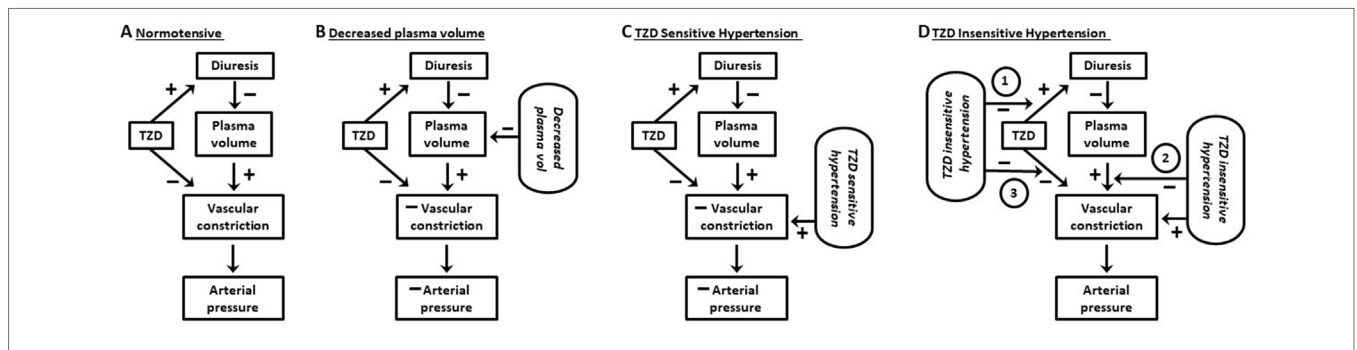 A Normotensive
Diuresis
+
−
TZD
Plasma
volume
−
+
Vascular
constriction
Arterial
pressure
B Decreased plasma volume
Diuresis
+
−
TZD
Plasma
volume
−
Decreased
plasma vol
−
+
− Vascular
constriction
− Arterial
pressure
C TZD Sensitive Hypertension
Diuresis
+
−
TZD
Plasma
volume
−
+
TZD sensitive
hypertension
− Vascular
constriction
+
− Arterial
pressure
D TZD Insensitive Hypertension
Diuresis
1
+
−
−
TZD insensitive
hypertension
TZD
Plasma
volume
−
3
−
+
2
−
TZD insensitive
hypertension
Vascular
constriction
+
Arterial
pressure